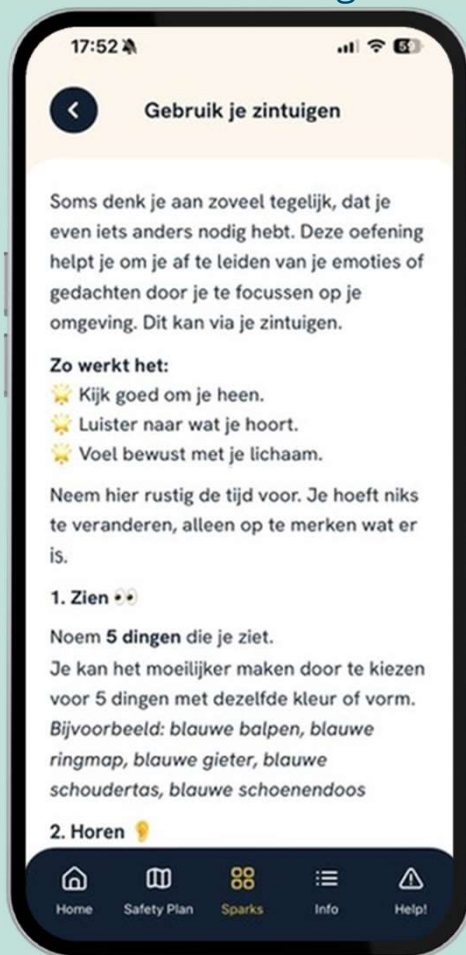 17:52
Gebruik je zintuigen
Soms denk je aan zoveel tegelijk, dat je
even iets anders nodig hebt. Deze oefening
helpt je om je af te leiden van je emoties of
gedachten door je te focussen op je
omgeving. Dit kan via je zintuigen.
Zo werkt het:
🌟 Kijk goed om je heen.
🌟 Luister naar wat je hoort.
🌟 Voel bewust met je lichaam.
Neem hier rustig de tijd voor. Je hoeft niks
te veranderen, alleen op te merken wat er
is.
1. Zien 👀
Noem 5 dingen die je ziet.
Je kan het moeilijker maken door te kiezen
voor 5 dingen met dezelfde kleur of vorm.
Bijvoorbeeld: blauwe balpen, blauwe
ringmap, blauwe gieter, blauwe
schoudertas, blauwe schoenendoos
2. Horen 👂
Home Safety Plan Sparks Info Help!